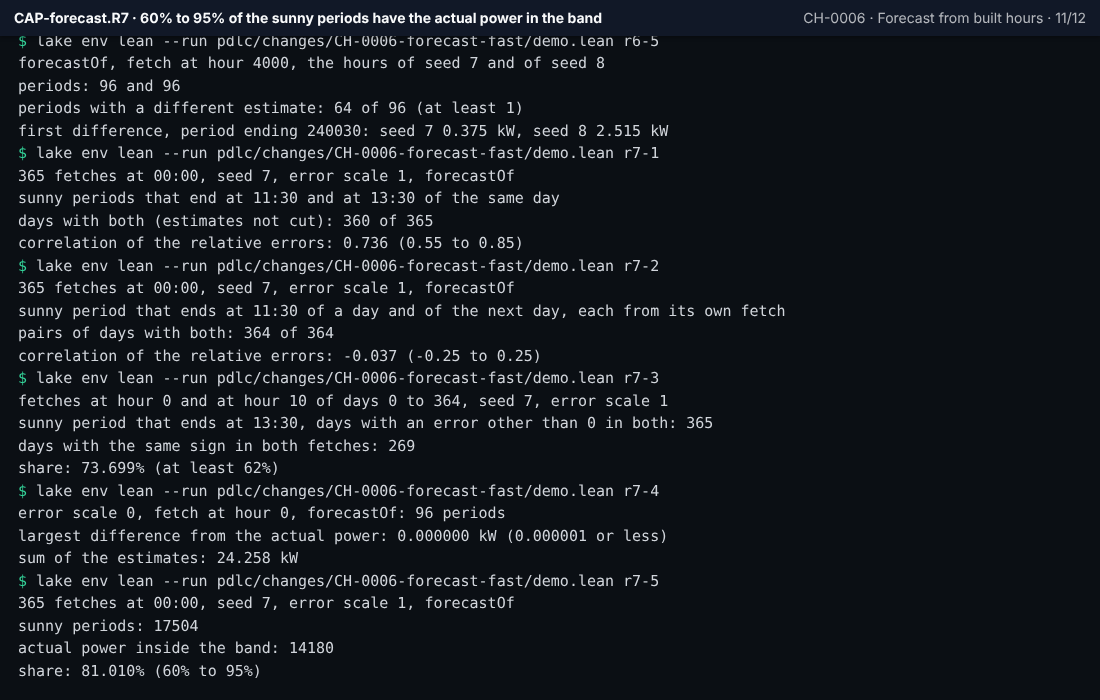 CAP-forecast.R7 · 60% to 95% of the sunny periods have the actual power in the band
CH-0006 · Forecast from built hours · 11/12
$ lake env lean --run pdlc/changes/CH-0006-forecast-fast/demo.lean r6-5
forecastOf, fetch at hour 4000, the hours of seed 7 and of seed 8
periods: 96 and 96
periods with a different estimate: 64 of 96 (at least 1)
first difference, period ending 240030: seed 7 0.375 kW, seed 8 2.515 kW
$ lake env lean --run pdlc/changes/CH-0006-forecast-fast/demo.lean r7-1
365 fetches at 00:00, seed 7, error scale 1, forecastOf
sunny periods that end at 11:30 and at 13:30 of the same day
days with both (estimates not cut): 360 of 365
correlation of the relative errors: 0.736 (0.55 to 0.85)
$ lake env lean --run pdlc/changes/CH-0006-forecast-fast/demo.lean r7-2
365 fetches at 00:00, seed 7, error scale 1, forecastOf
sunny period that ends at 11:30 of a day and of the next day, each from its own fetch
pairs of days with both: 364 of 364
correlation of the relative errors: -0.037 (-0.25 to 0.25)
$ lake env lean --run pdlc/changes/CH-0006-forecast-fast/demo.lean r7-3
fetches at hour 0 and at hour 10 of days 0 to 364, seed 7, error scale 1
sunny period that ends at 13:30, days with an error other than 0 in both: 365
days with the same sign in both fetches: 269
share: 73.699% (at least 62%)
$ lake env lean --run pdlc/changes/CH-0006-forecast-fast/demo.lean r7-4
error scale 0, fetch at hour 0, forecastOf: 96 periods
largest difference from the actual power: 0.000000 kW (0.000001 or less)
sum of the estimates: 24.258 kW
$ lake env lean --run pdlc/changes/CH-0006-forecast-fast/demo.lean r7-5
365 fetches at 00:00, seed 7, error scale 1, forecastOf
sunny periods: 17504
actual power inside the band: 14180
share: 81.010% (60% to 95%)